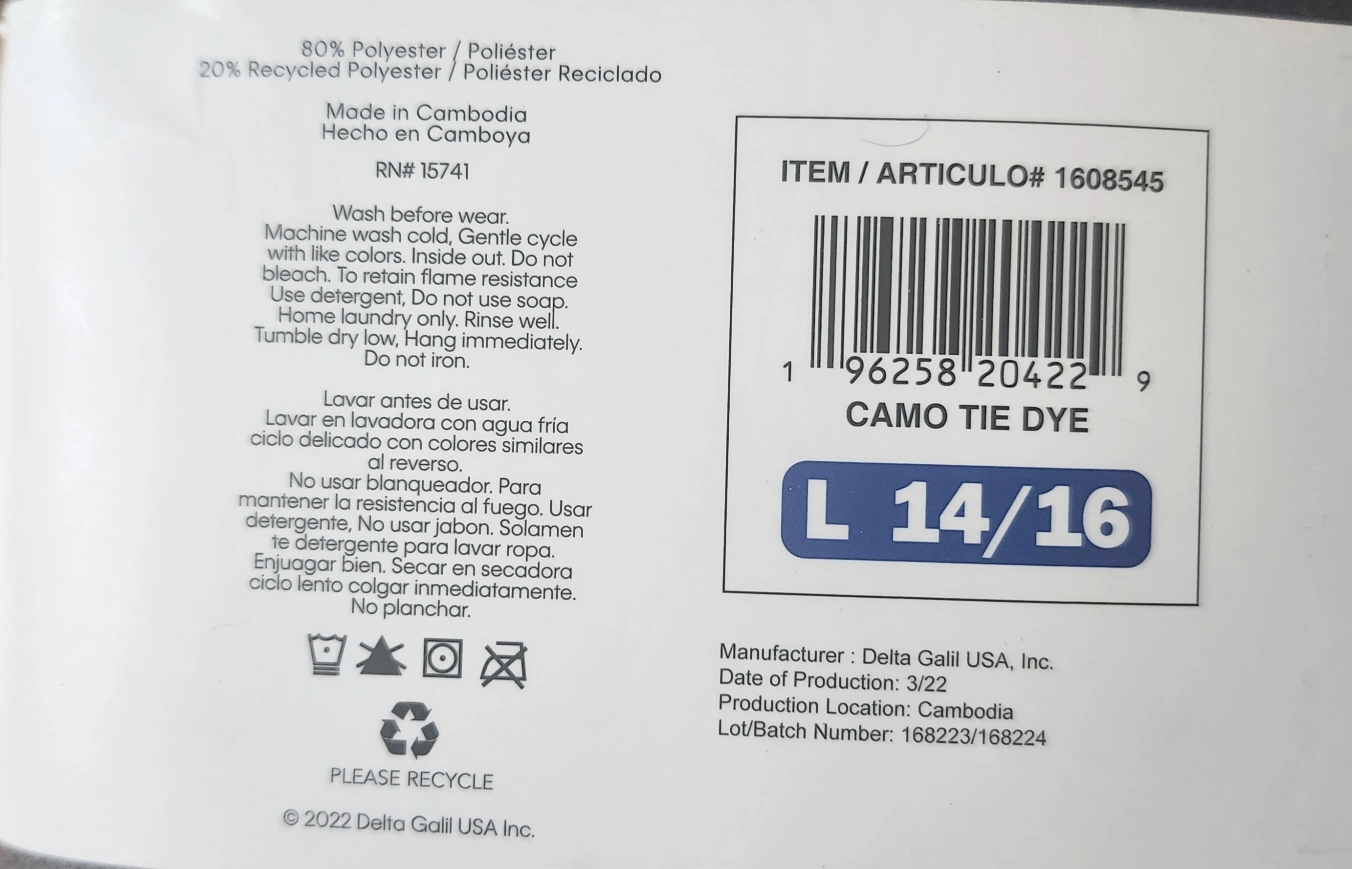 80% Polyester / Poliéster
20% Recycled Polyester / Poliéster Reciclado
Made in Cambodia
Hecho en Camboya
RN# 15741
Wash before wear.
Machine wash cold, Gentle cycle
with like colors. Inside out. Do not
bleach. To retain flame resistance
Use detergent, Do not use soap.
Home laundry only. Rinse well.
Tumble dry low, Hang immediately.
Do not iron.
Lavar antes de usar.
Lavar en lavadora con agua fría
ciclo delicado con colores similares
al reverso.
No usar blanqueador. Para
mantener la resistencia al fuego. Usar
detergente, No usar jabon. Solamen
te detergente para lavar ropa.
Enjuagar bien. Secar en secadora
ciclo lento colgar inmediatamente.
No planchar.
PLEASE RECYCLE
© 2022 Delta Galil USA Inc.
ITEM / ARTICULO# 1608545
1 96258 20422 9
CAMO TIE DYE
L 14/16
Manufacturer : Delta Galil USA, Inc.
Date of Production: 3/22
Production Location: Cambodia
Lot/Batch Number: 168223/168224